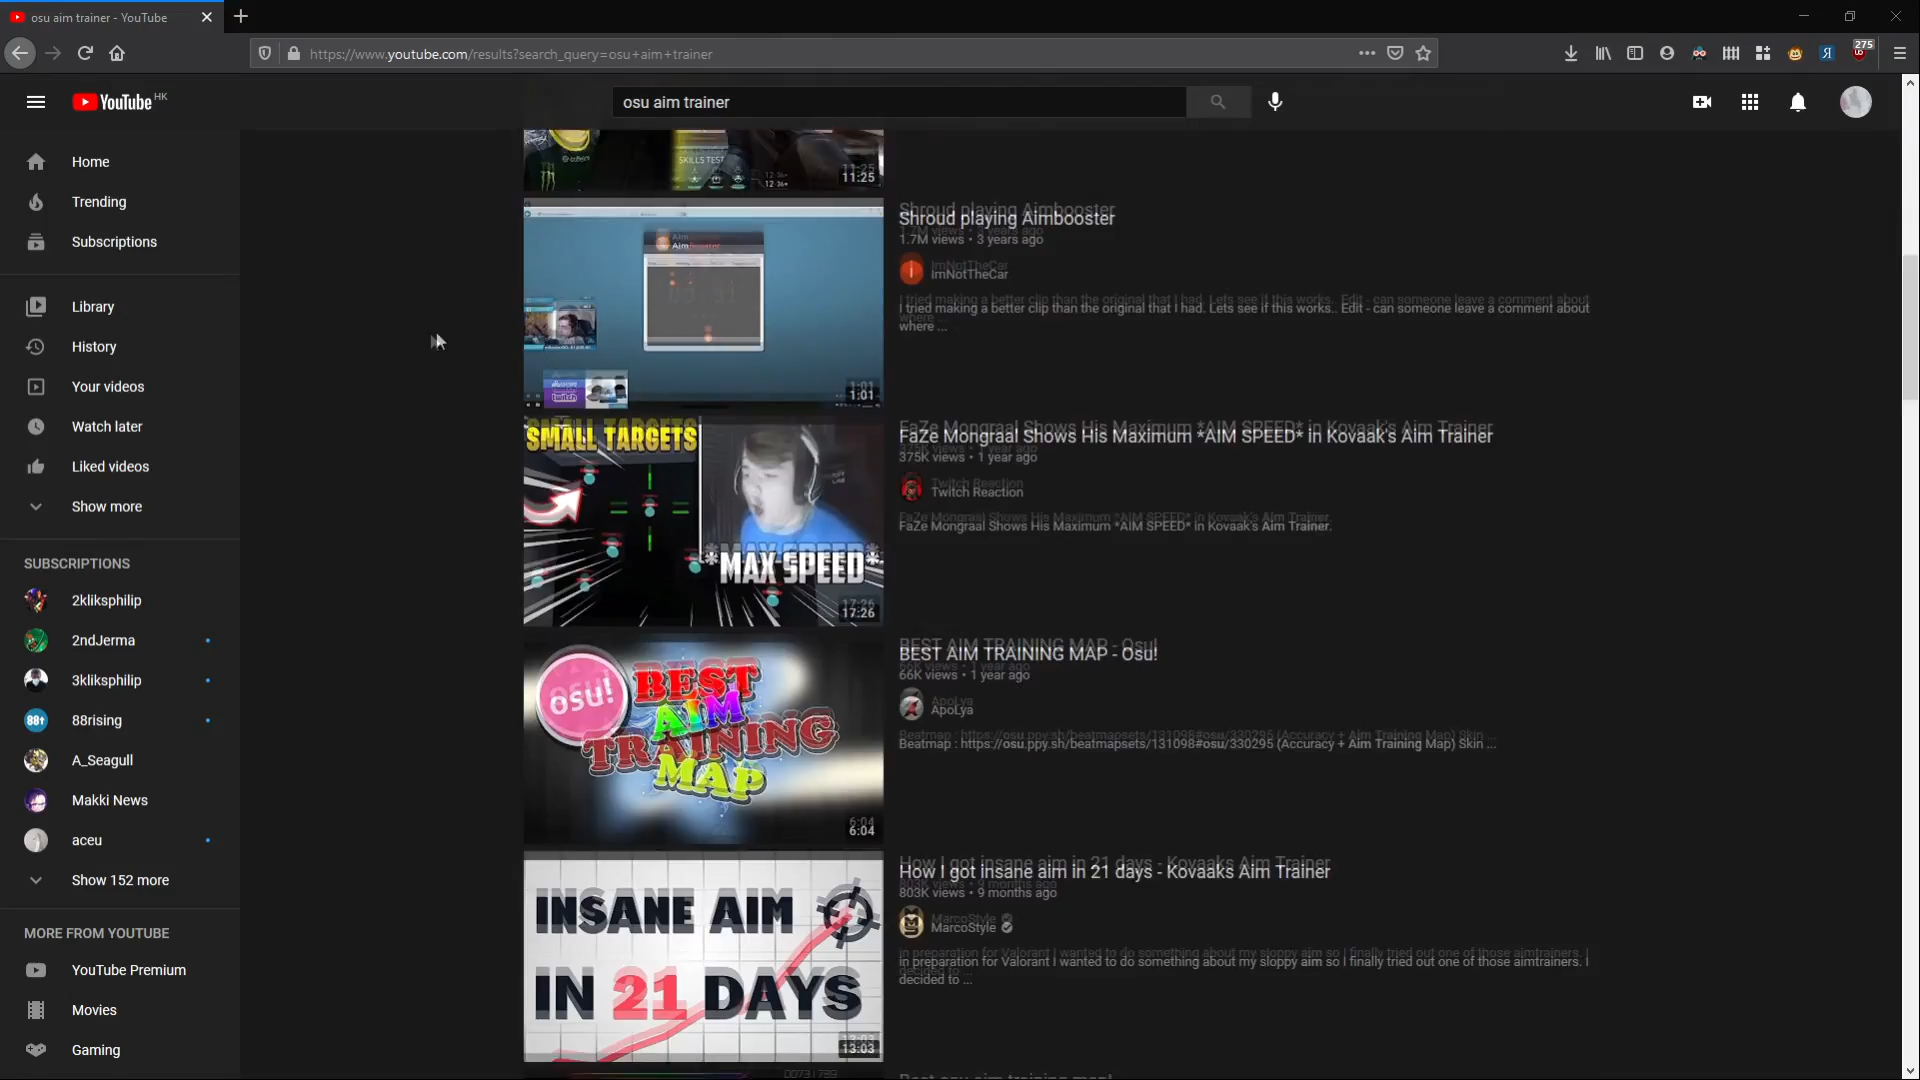 osu aim trainer - YouTube
https://www.youtube.com/results?search_query=osu+aim+trainer
275
YouTube HK
osu aim trainer
Home
Trending
Subscriptions
Library
History
Your videos
Watch later
Liked videos
Show more
SUBSCRIPTIONS
2kliksphilip
2ndJerma
3kliksphilip
88rising
A_Seagull
Makki News
aceu
Show 152 more
MORE FROM YOUTUBE
YouTube Premium
Movies
Gaming
SKILLS TEST
11:25
Shroud playing Aimbooster
1.7M views • 3 years ago
ImNotTheCar
I tried making a better clip than the original that I had. Lets see if this works.. Edit - can someone leave a comment about
where ...
twitch
1:01
SMALL TARGETS
*MAX SPEED*
17:26
FaZe Mongraal Shows His Maximum *AIM SPEED* in Kovaak's Aim Trainer
375K views • 1 year ago
Twitch Reaction
FaZe Mongraal Shows His Maximum *AIM SPEED* in Kovaak's Aim Trainer.
osu!
BEST
AIM
TRAINING
MAP
6:04
BEST AIM TRAINING MAP - Osu!
66K views • 1 year ago
ApoLya
Beatmap : https://osu.ppy.sh/beatmapsets/131098#osu/330295 (Accuracy + Aim Training Map) Skin ...
INSANE AIM
IN 21 DAYS
13:03
How I got insane aim in 21 days - Kovaaks Aim Trainer
803K views • 9 months ago
MarcoStyle
in preparation for Valorant I wanted to do something about my sloppy aim so I finally tried out one of those aimtrainers. I
decided to ...